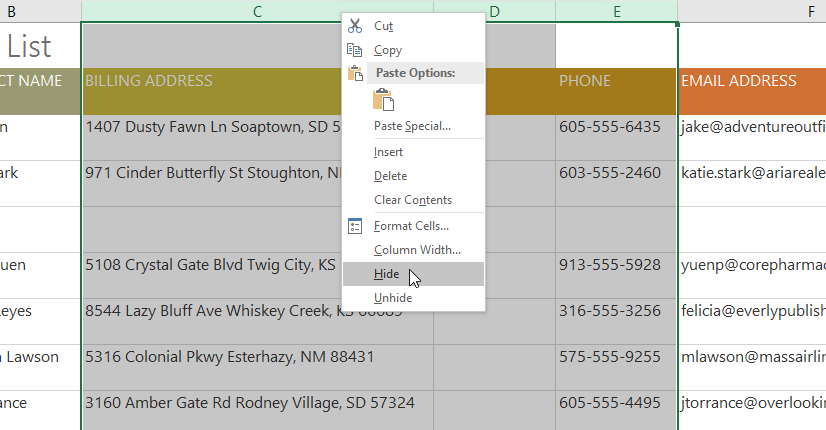 B C D E F
List
CT NAME BILLING ADDRESS PHONE EMAIL ADDRESS
n 1407 Dusty Fawn Ln Soaptown, SD 5 605-555-6435 jake@adventureoutfi
ark 971 Cinder Butterfly St Stoughton, N 603-555-2460 katie.stark@ariareale
uen 5108 Crystal Gate Blvd Twig City, KS 913-555-5928 yuenp@corepharmac
Reyes 8544 Lazy Bluff Ave Whiskey Creek, KS 316-555-3256 felicia@everlypublish
n Lawson 5316 Colonial Pkwy Esterhazy, NM 88431 575-555-9255 mlawson@massairlin
ance 3160 Amber Gate Rd Rodney Village, SD 57324 605-555-4495 jtorrance@overlookin
Cut
Copy
Paste Options:
Paste Special...
Insert
Delete
Clear Contents
Format Cells...
Column Width...
Hide
Unhide